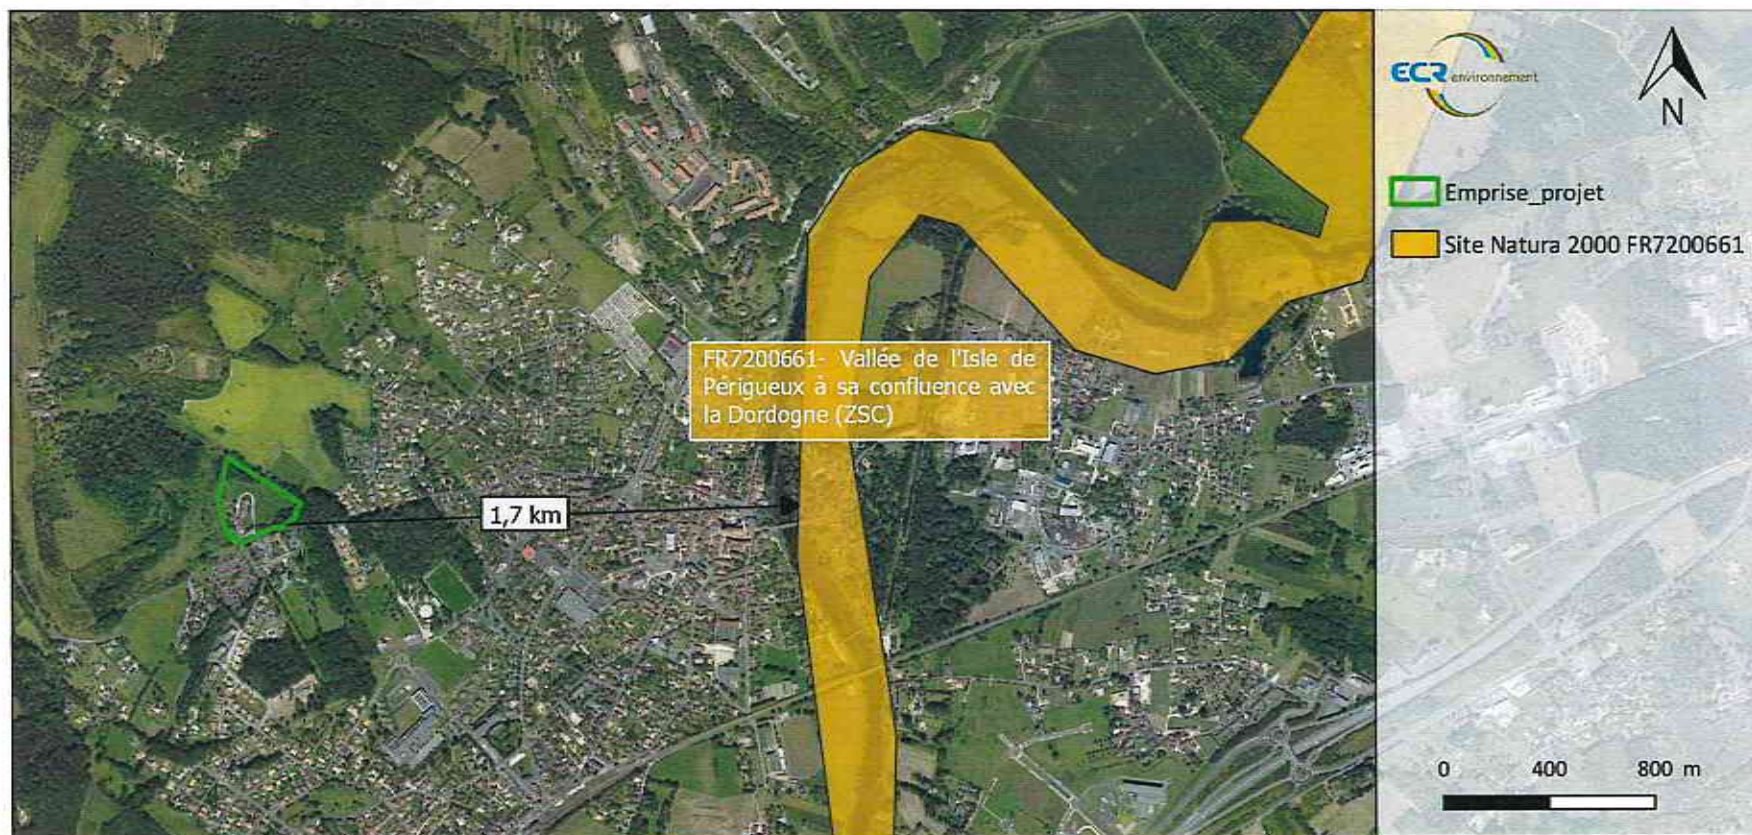 ECR environnement
N
Emprise_projet
Site Natura 2000 FR7200661
FR7200661- Vallée de l'Isle de
Périgueux à sa confluence avec
la Dordogne (ZSC)
1,7 km
0 400 800 m